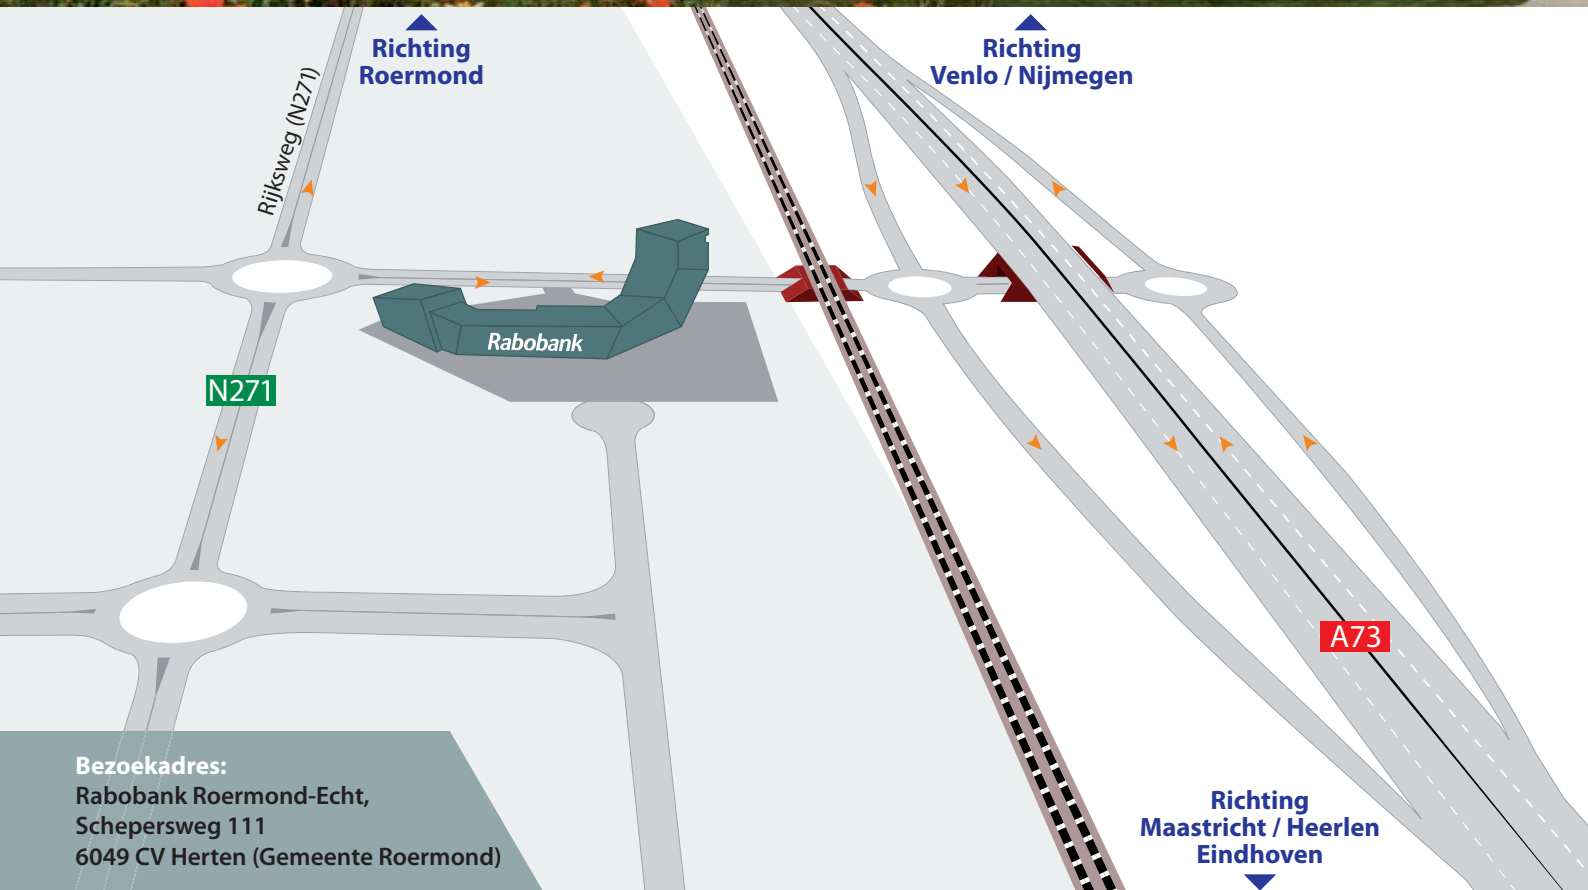 Richting
Roermond
Richting
Venlo / Nijmegen
Rijksweg (N271)
Rabobank
N271
A73
Bezoekadres:
Rabobank Roermond-Echt,
Schepersweg 111
6049 CV Herten (Gemeente Roermond)
Richting
Maastricht / Heerlen
Eindhoven